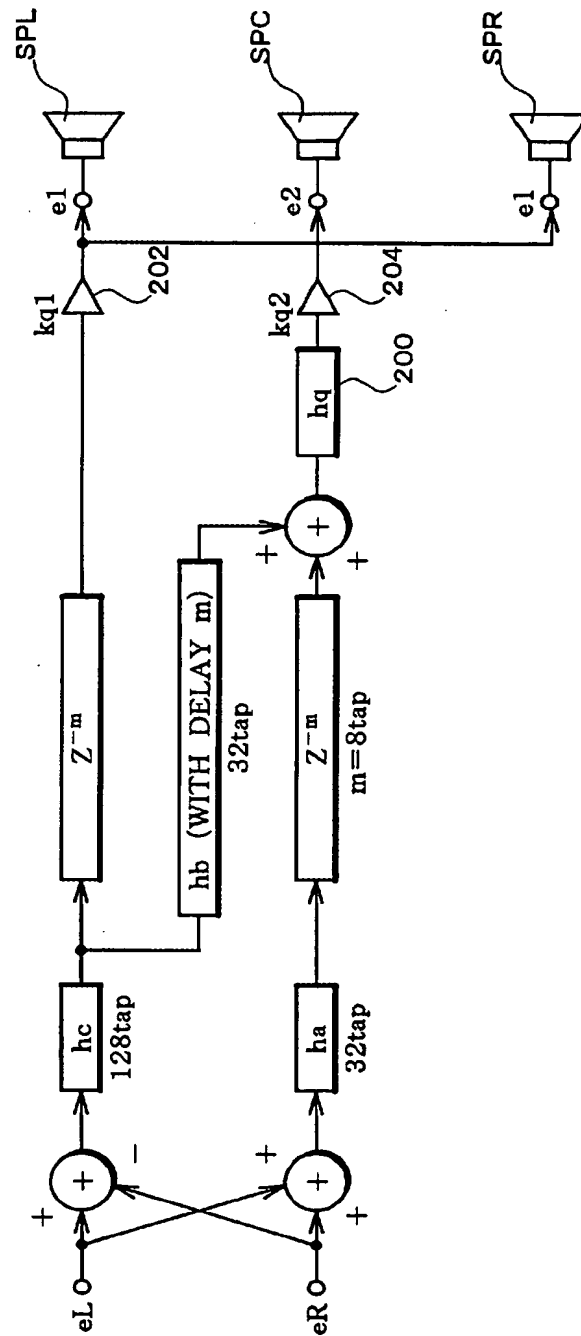 eL
eR
+
+
−
+
+
+
hc
128tap
ha
32tap
Z⁻ᵐ
hb (WITH DELAY m)
32tap
Z⁻ᵐ
m=8tap
+
+
+
hq
200
kq1
202
kq2
204
e1
e2
e1
SPL
SPC
SPR